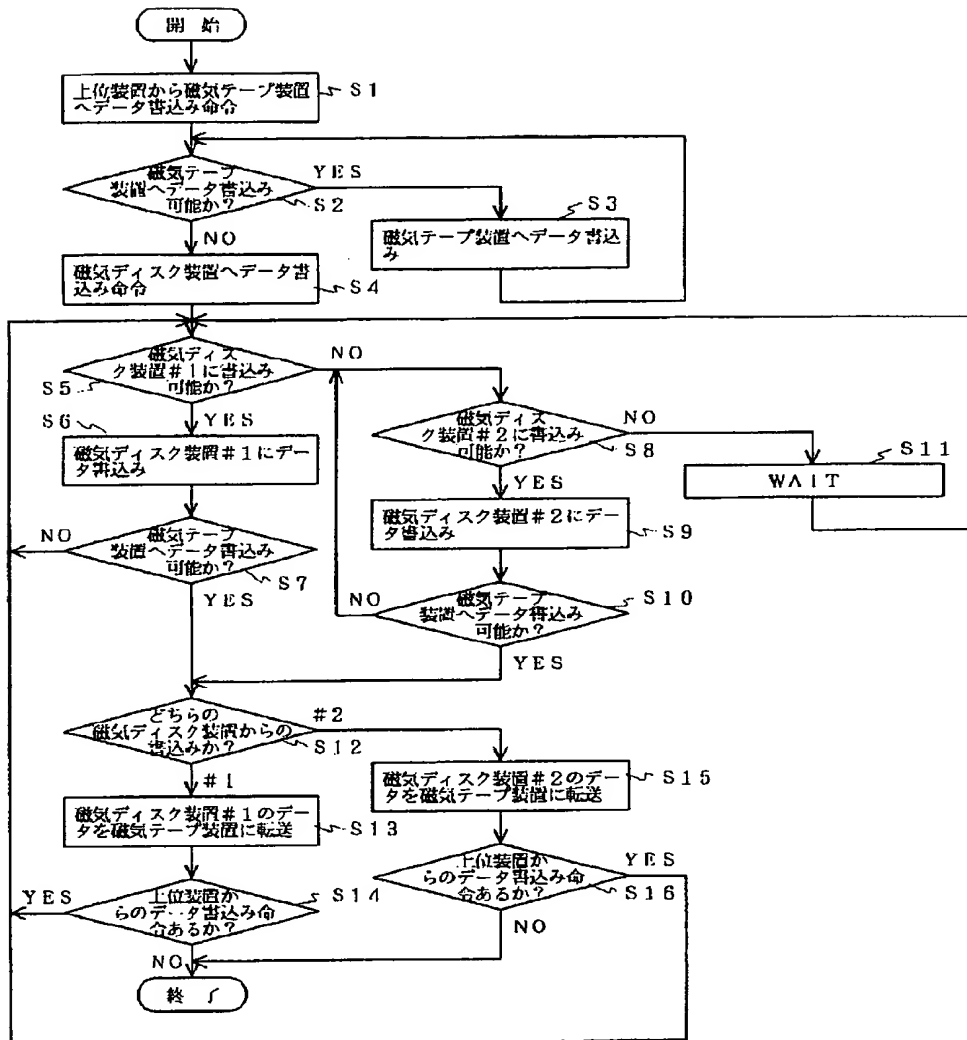 開始
上位装置から磁気テープ装置
へデータ書込み命令
S1
磁気テープ
装置へデータ書込み
可能か？
YES
S2
NO
S3
磁気テープ装置へデータ書込
み
磁気ディスク装置へデータ書
込み命令
S4
磁気ディス
ク装置＃1に書込み
可能か？
NO
S5
YES
S6
磁気ディスク装置＃1にデー
タ書込み
磁気ディス
ク装置＃2に書込み
可能か？
NO
S8
YES
S11
WAIT
磁気ディスク装置＃2にデー
タ書込み
S9
NO
磁気テープ
装置へデータ書込み
可能か？
S7
YES
NO
磁気テープ
装置へデータ書込み
可能か？
S10
YES
どちらの
磁気ディスク装置からの
書込みか？
#2
S12
#1
磁気ディスク装置＃2のデー
タを磁気テープ装置に転送
S15
磁気ディスク装置＃1のデー
タを磁気テープ装置に転送
S13
上位装置か
らのデータ書込み命
令あるか？
YES
S16
NO
YES
上位装置か
らのデータ書込み命
令あるか？
S14
NO
終了